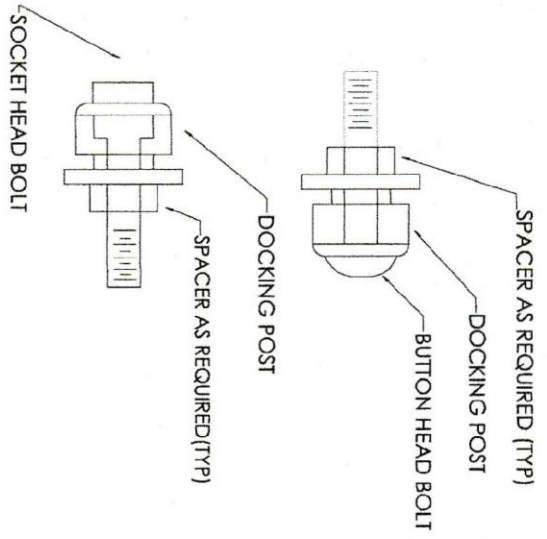 SPACER AS REQUIRED (TYP)
DOCKING POST
BUTTON HEAD BOLT
DOCKING POST
SPACER AS REQUIRED(TYP)
SOCKET HEAD BOLT